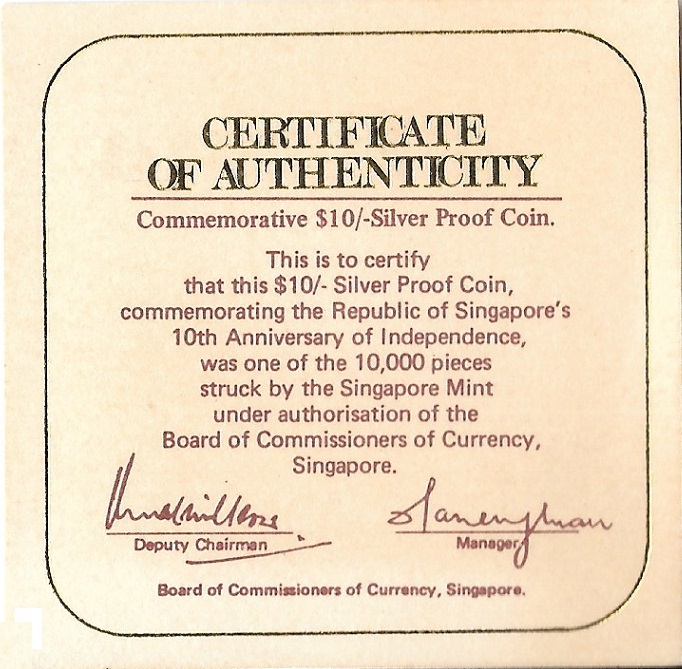 CERTIFICATE
OF AUTHENTICITY
Commemorative $10/-Silver Proof Coin.
This is to certify
that this $10/- Silver Proof Coin,
commemorating the Republic of Singapore's
10th Anniversary of Independence,
was one of the 10,000 pieces
struck by the Singapore Mint
under authorisation of the
Board of Commissioners of Currency,
Singapore.
Deputy Chairman
Manager
Board of Commissioners of Currency, Singapore.